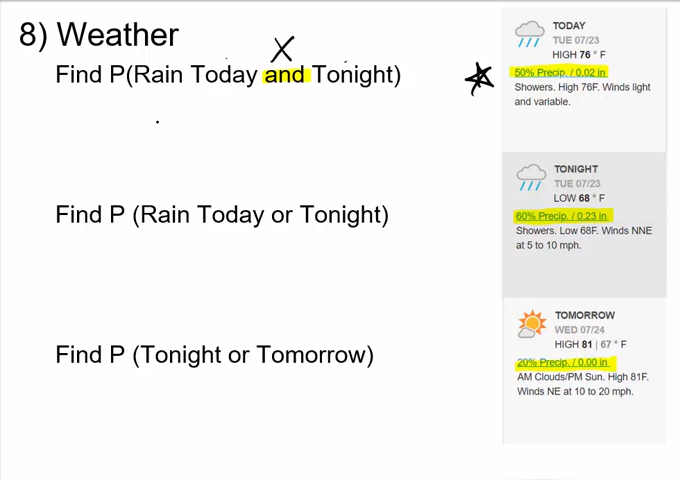 8) Weather
X
Find P(Rain Today and Tonight)
Find P (Rain Today or Tonight)
Find P (Tonight or Tomorrow)
TODAY
TUE 07/23
HIGH 76 ° F
50% Precip. / 0.02 in
Showers. High 76F. Winds light
and variable.
TONIGHT
TUE 07/23
LOW 68 ° F
60% Precip. / 0.23 in
Showers. Low 68F. Winds NNE
at 5 to 10 mph.
TOMORROW
WED 07/24
HIGH 81 | 67 ° F
20% Precip. / 0.00 in
AM Clouds/PM Sun. High 81F.
Winds NE at 10 to 20 mph.